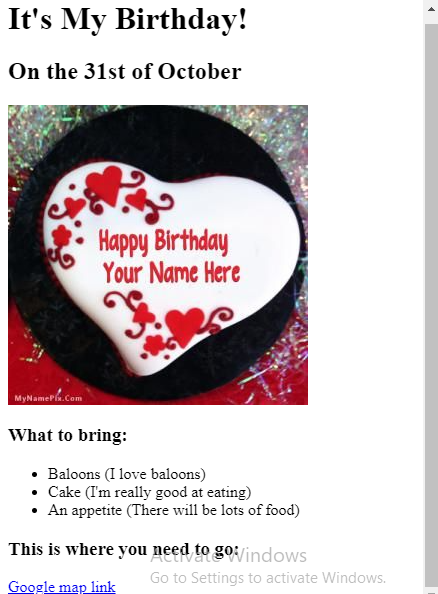 It's My Birthday!
On the 31st of October
Happy Birthday
Your Name Here
MyNamePix.Com
What to bring:
Baloons (I love baloons)
Cake (I'm really good at eating)
An appetite (There will be lots of food)
This is where you need to go:
Activate Windows
Go to Settings to activate Windows.
Google map link